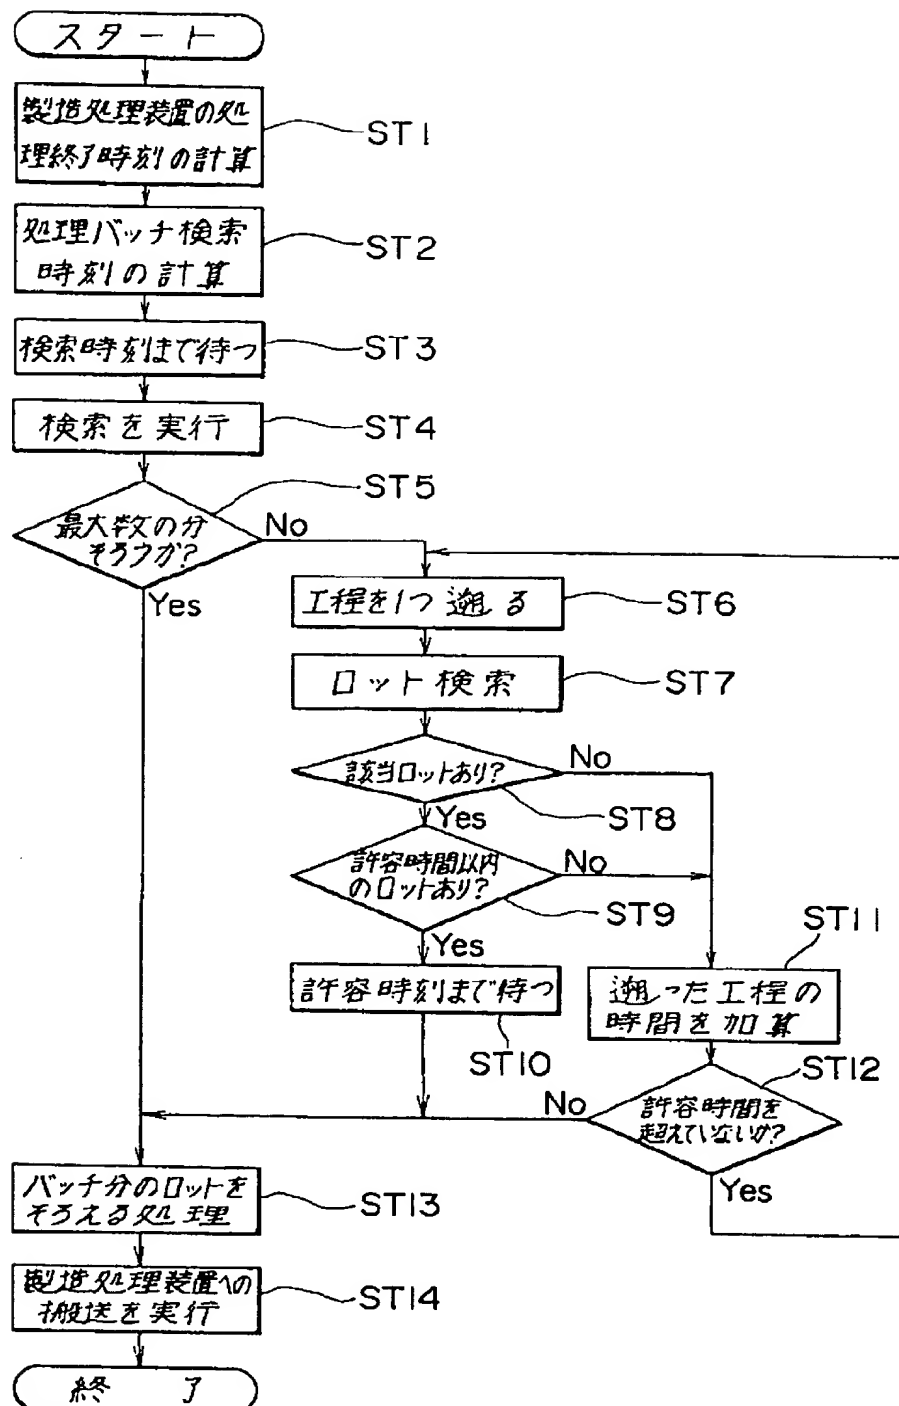 スタート
製造処理装置の処
理終了時刻の計算
ST1
処理バッチ検索
時刻の計算
ST2
検索時刻まで待つ
ST3
検索を実行
ST4
ST5
最大数の分
そろうか?
No
Yes
工程を1つ遡る
ST6
ロット検索
ST7
該当ロットあり?
No
ST8
Yes
許容時間以内
のロットあり?
No
ST9
Yes
ST11
許容時刻まで待つ
遡った工程の
時間を加算
ST10
ST12
No
許容時間を
超えていないか?
Yes
バッチ分のロットを
そろえる処理
ST13
製造処理装置への
搬送を実行
ST14
終了